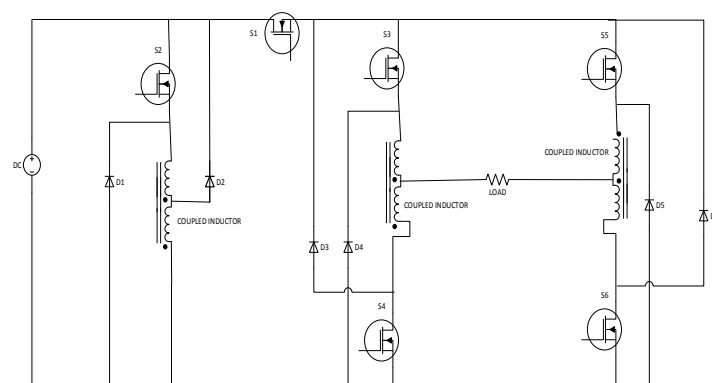 S1
S2
S3
S5
DC
D1
D2
COUPLED INDUCTOR
COUPLED INDUCTOR
LOAD
COUPLED INDUCTOR
D3
D4
D5
S4
S6